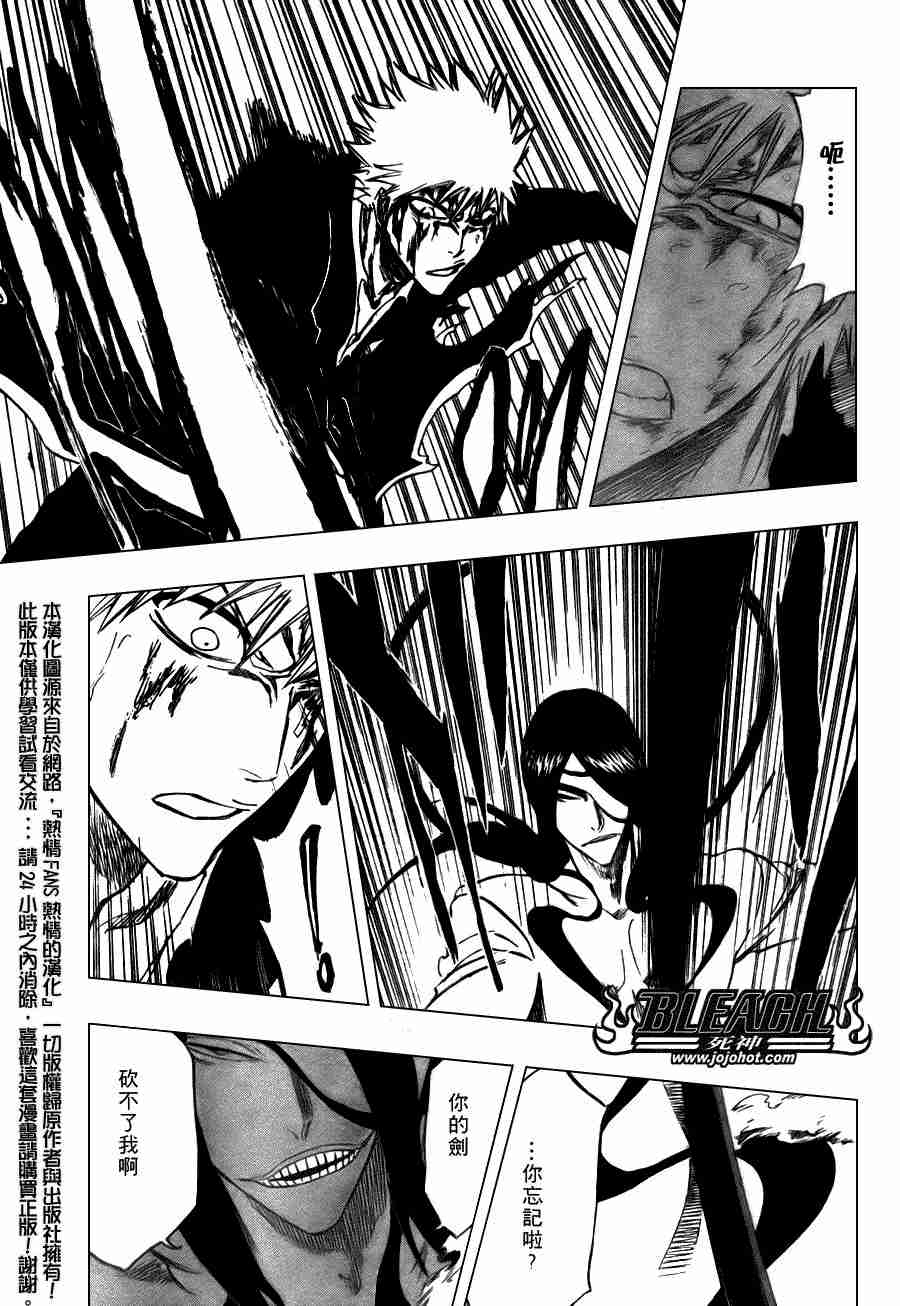 呃……
…你忘記啦?
你的劍
砍不了我啊
BLEACH
死神
www.jojohot.com
本漢化圖源來自於網路,『熱情FANS熱情的漢化』一切版權歸原作者與出版社擁有!
此版本僅供學習試看交流…請24小時之內消除,喜歡這套漫畫請購買正版!謝謝。